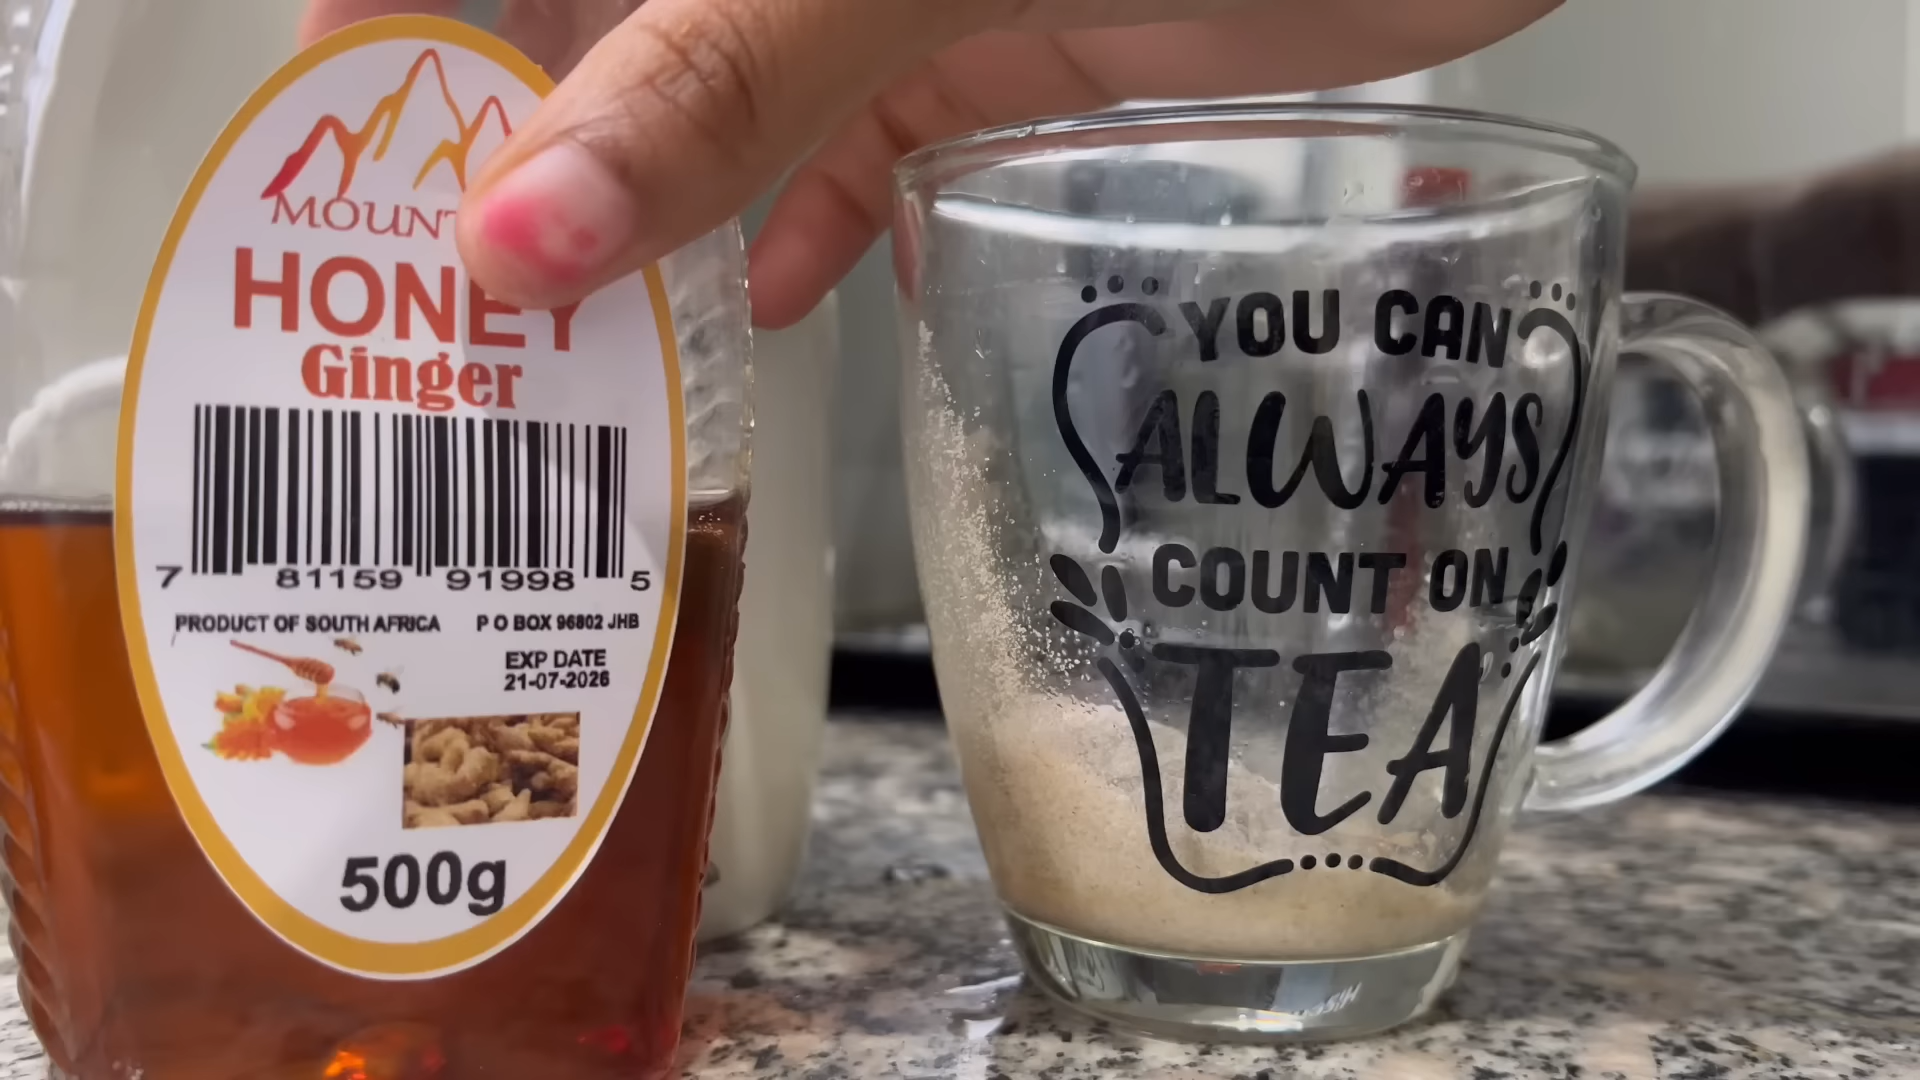 HONEY
Ginger
7 81159 91998 5
PRODUCT OF SOUTH AFRICA P O BOX 96802 JHB
EXP DATE
21-07-2026
500g
YOU CAN
ALWAYS
COUNT ON
TEA